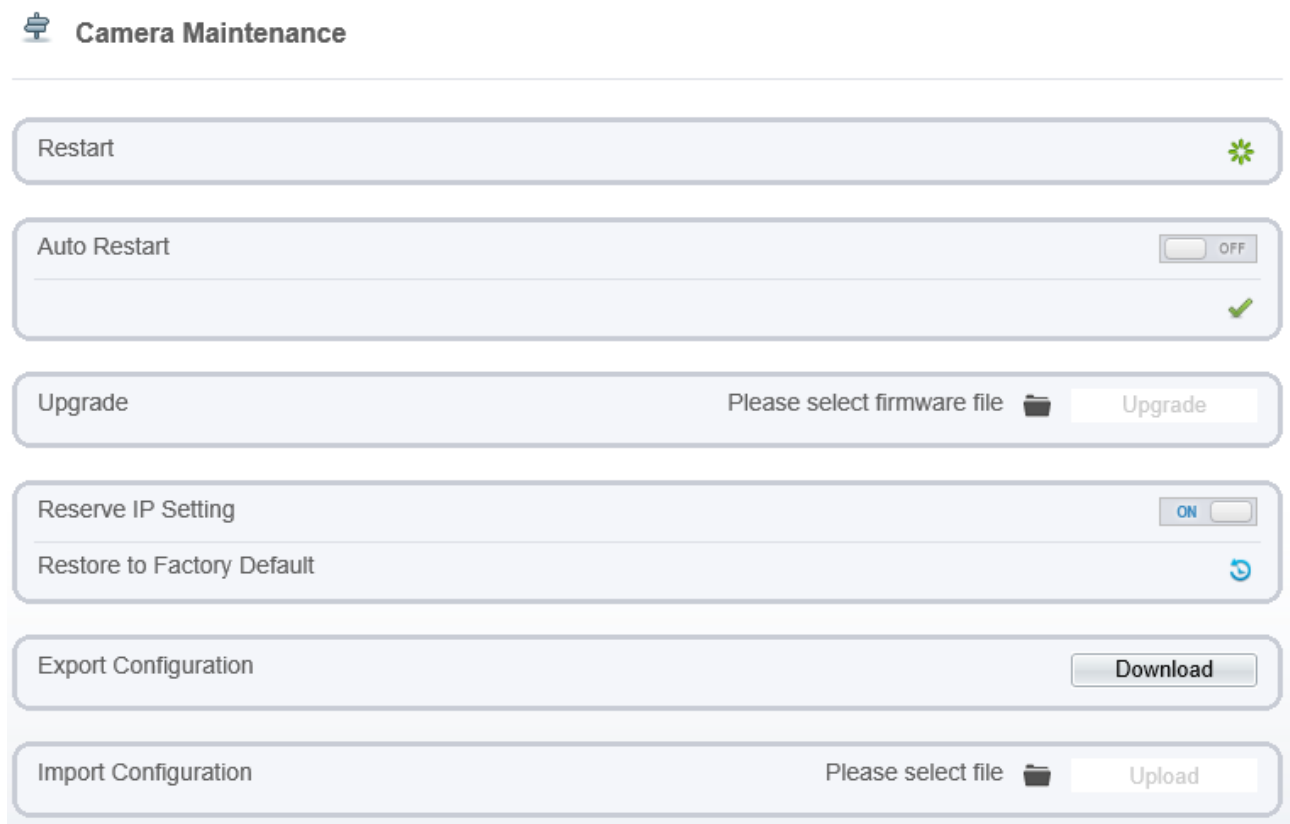 Camera Maintenance
Restart
Auto Restart OFF
Upgrade Please select firmware file Upgrade
Reserve IP Setting ON
Restore to Factory Default
Export Configuration Download
Import Configuration Please select file Upload